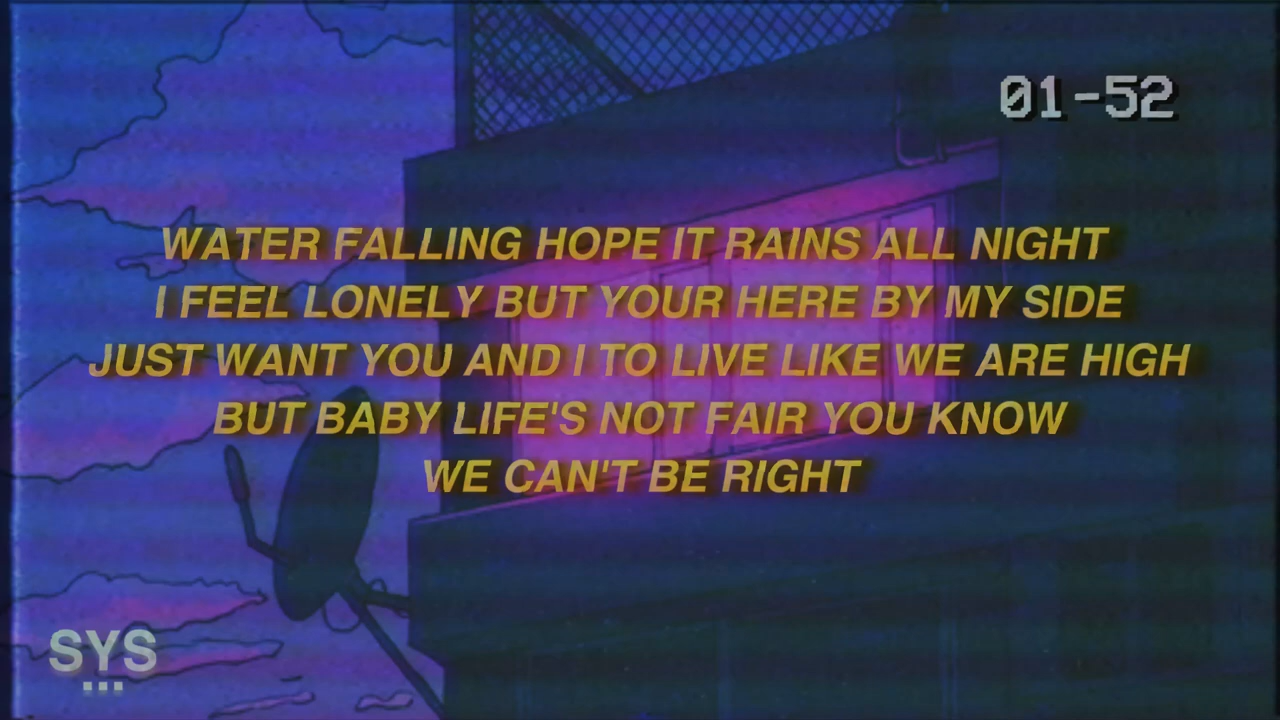 01-52
WATER FALLING HOPE IT RAINS ALL NIGHT
I FEEL LONELY BUT YOUR HERE BY MY SIDE
JUST WANT YOU AND I TO LIVE LIKE WE ARE HIGH
BUT BABY LIFE'S NOT FAIR YOU KNOW
WE CAN'T BE RIGHT
SYS